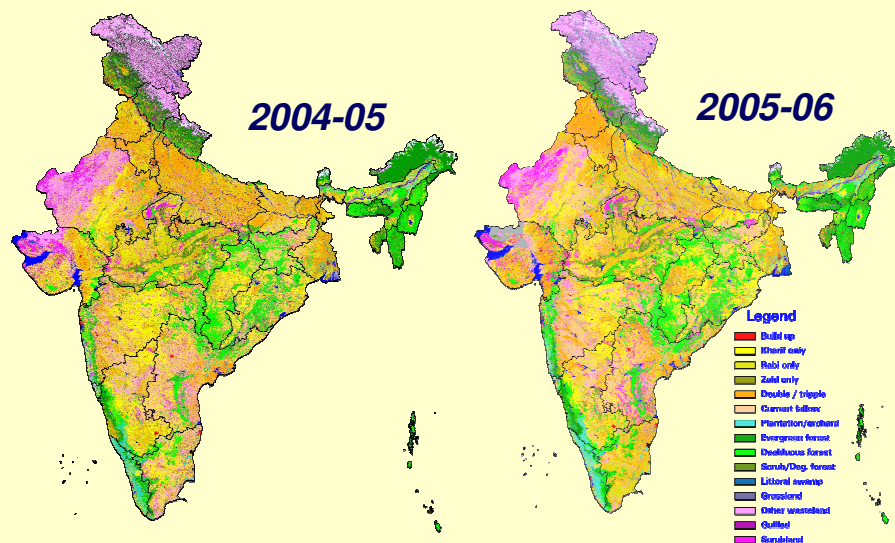 2004-05
2005-06
Legend
Build up
Kharif only
Rabi only
Zaid only
Double / tripple
Current fallow
Plantation/orchard
Evergreen forest
Deciduous forest
Scrub/Deg. forest
Littoral swamp
Grassland
Other wasteland
Gullied
Scrubland